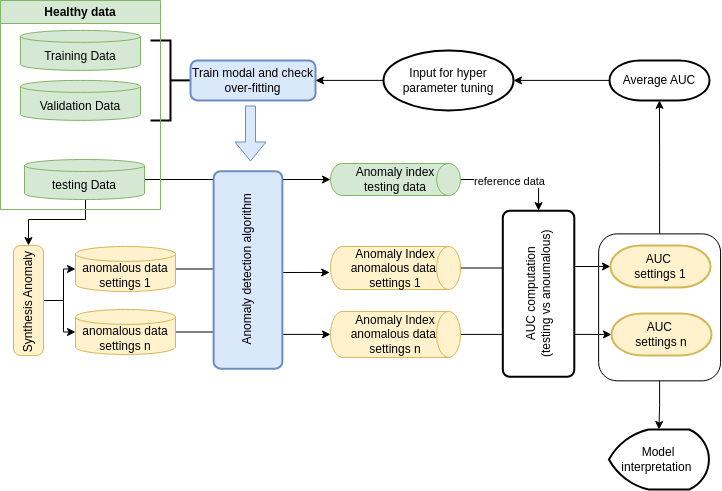 Healthy data
Training Data
Validation Data
testing Data
Train modal and check
over-fitting
Input for hyper
parameter tuning
Average AUC
Anomaly index
testing data
reference data
Synthesis Anomaly
anomalous data
settings 1
anomalous data
settings n
Anomaly detection algorithm
Anomaly Index
anomalous data
settings 1
Anomaly Index
anomalous data
settings n
AUC computation
(testing vs anoumalous)
AUC
settings 1
AUC
settings n
Model
interpretation